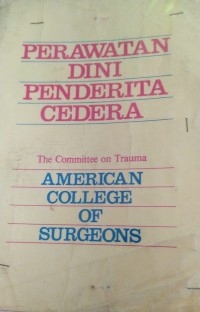 PERAWATAN
DINI
PENDERITA
CEDERA
The Committee on Trauma
AMERICAN
COLLEGE
OF
SURGEONS